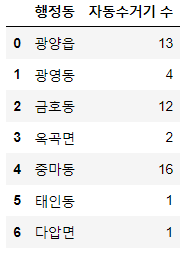 행정동 자동수거기 수
0 광양읍 13
1 광영동 4
2 금호동 12
3 옥곡면 2
4 중마동 16
5 태인동 1
6 다압면 1